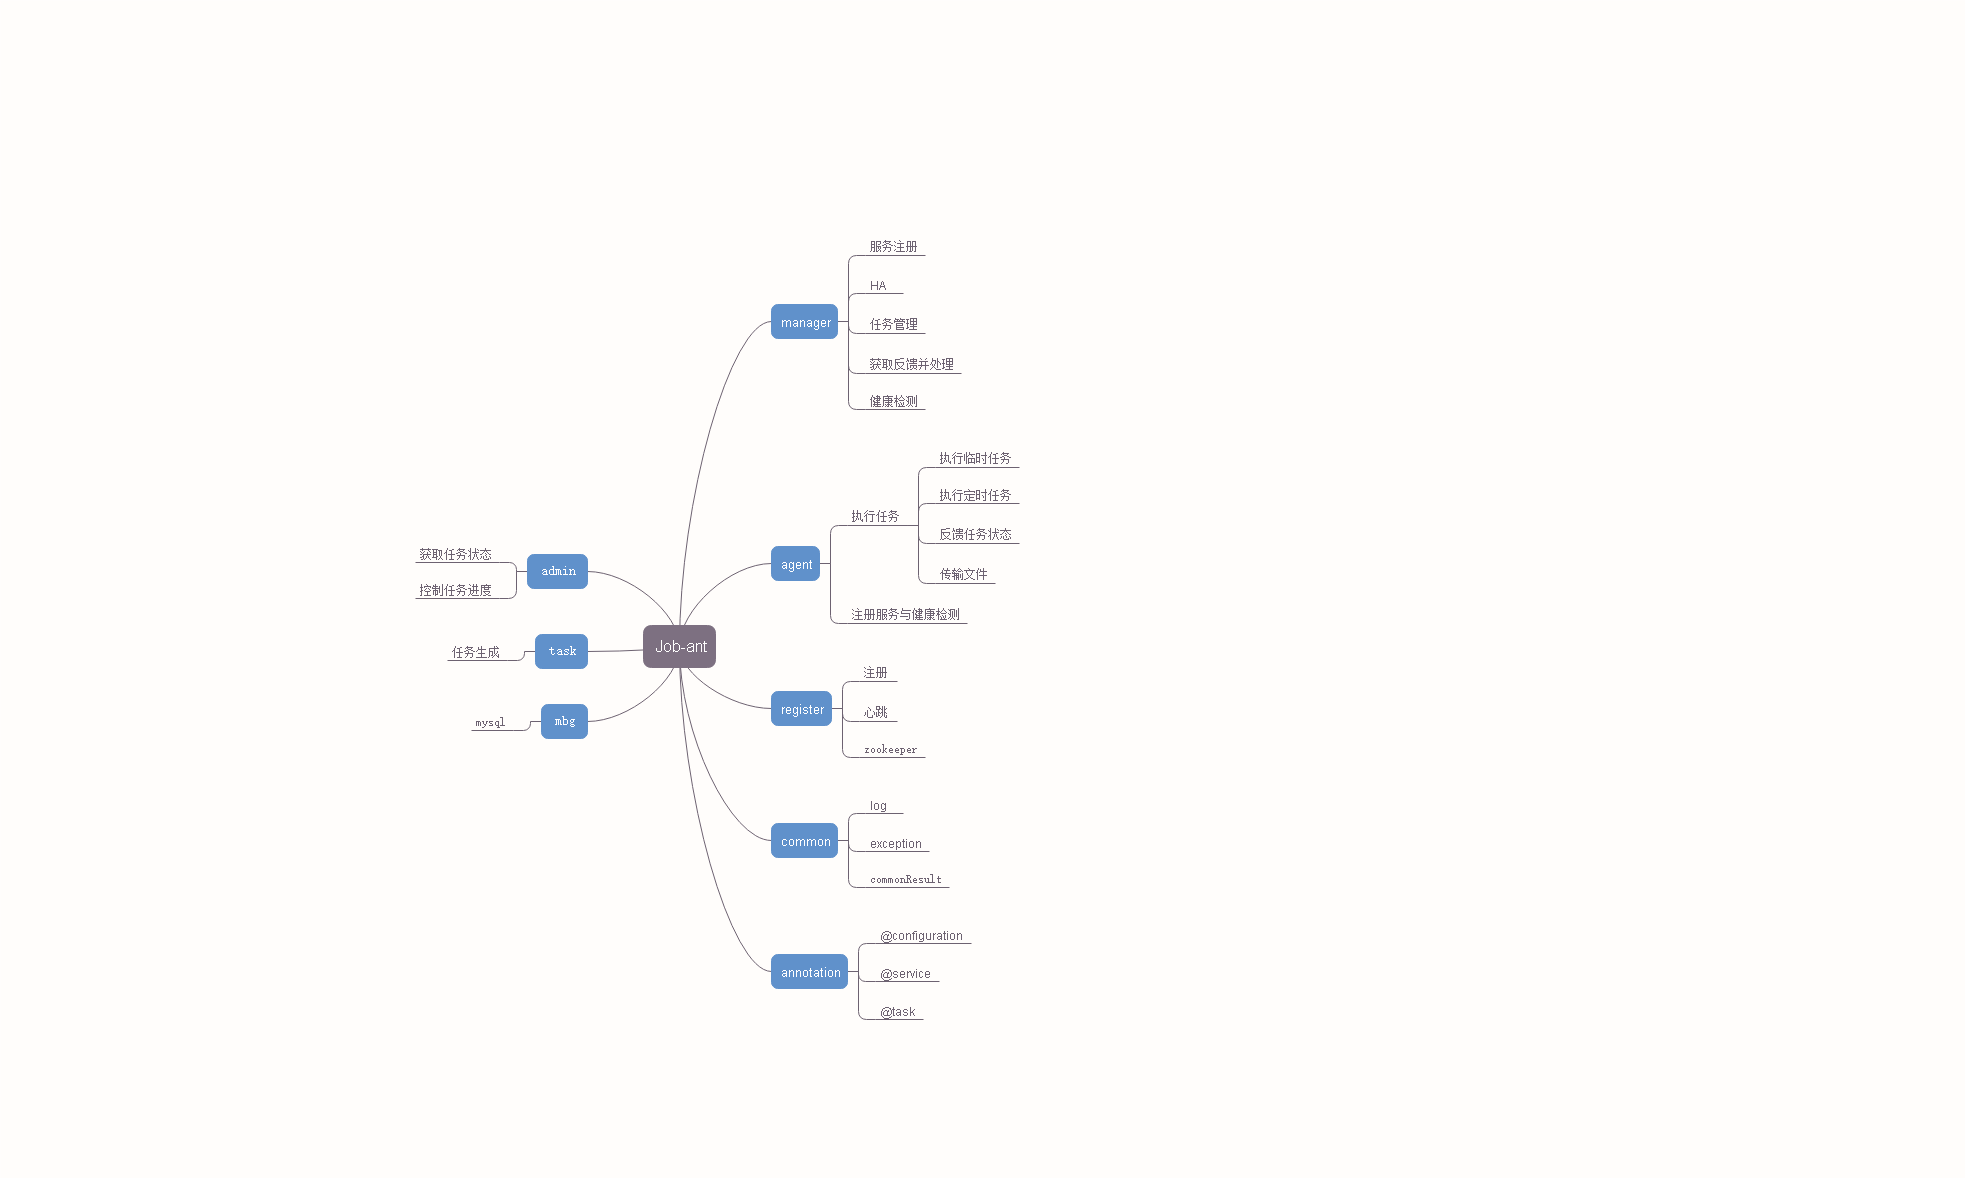 Job-ant
manager
服务注册
HA
任务管理
获取反馈并处理
健康检测
agent
执行任务
执行临时任务
执行定时任务
反馈任务状态
传输文件
注册服务与健康检测
register
注册
心跳
zookeeper
common
log
exception
commonResult
annotation
@configuration
@service
@task
admin
获取任务状态
控制任务进度
task
任务生成
mbg
mysql